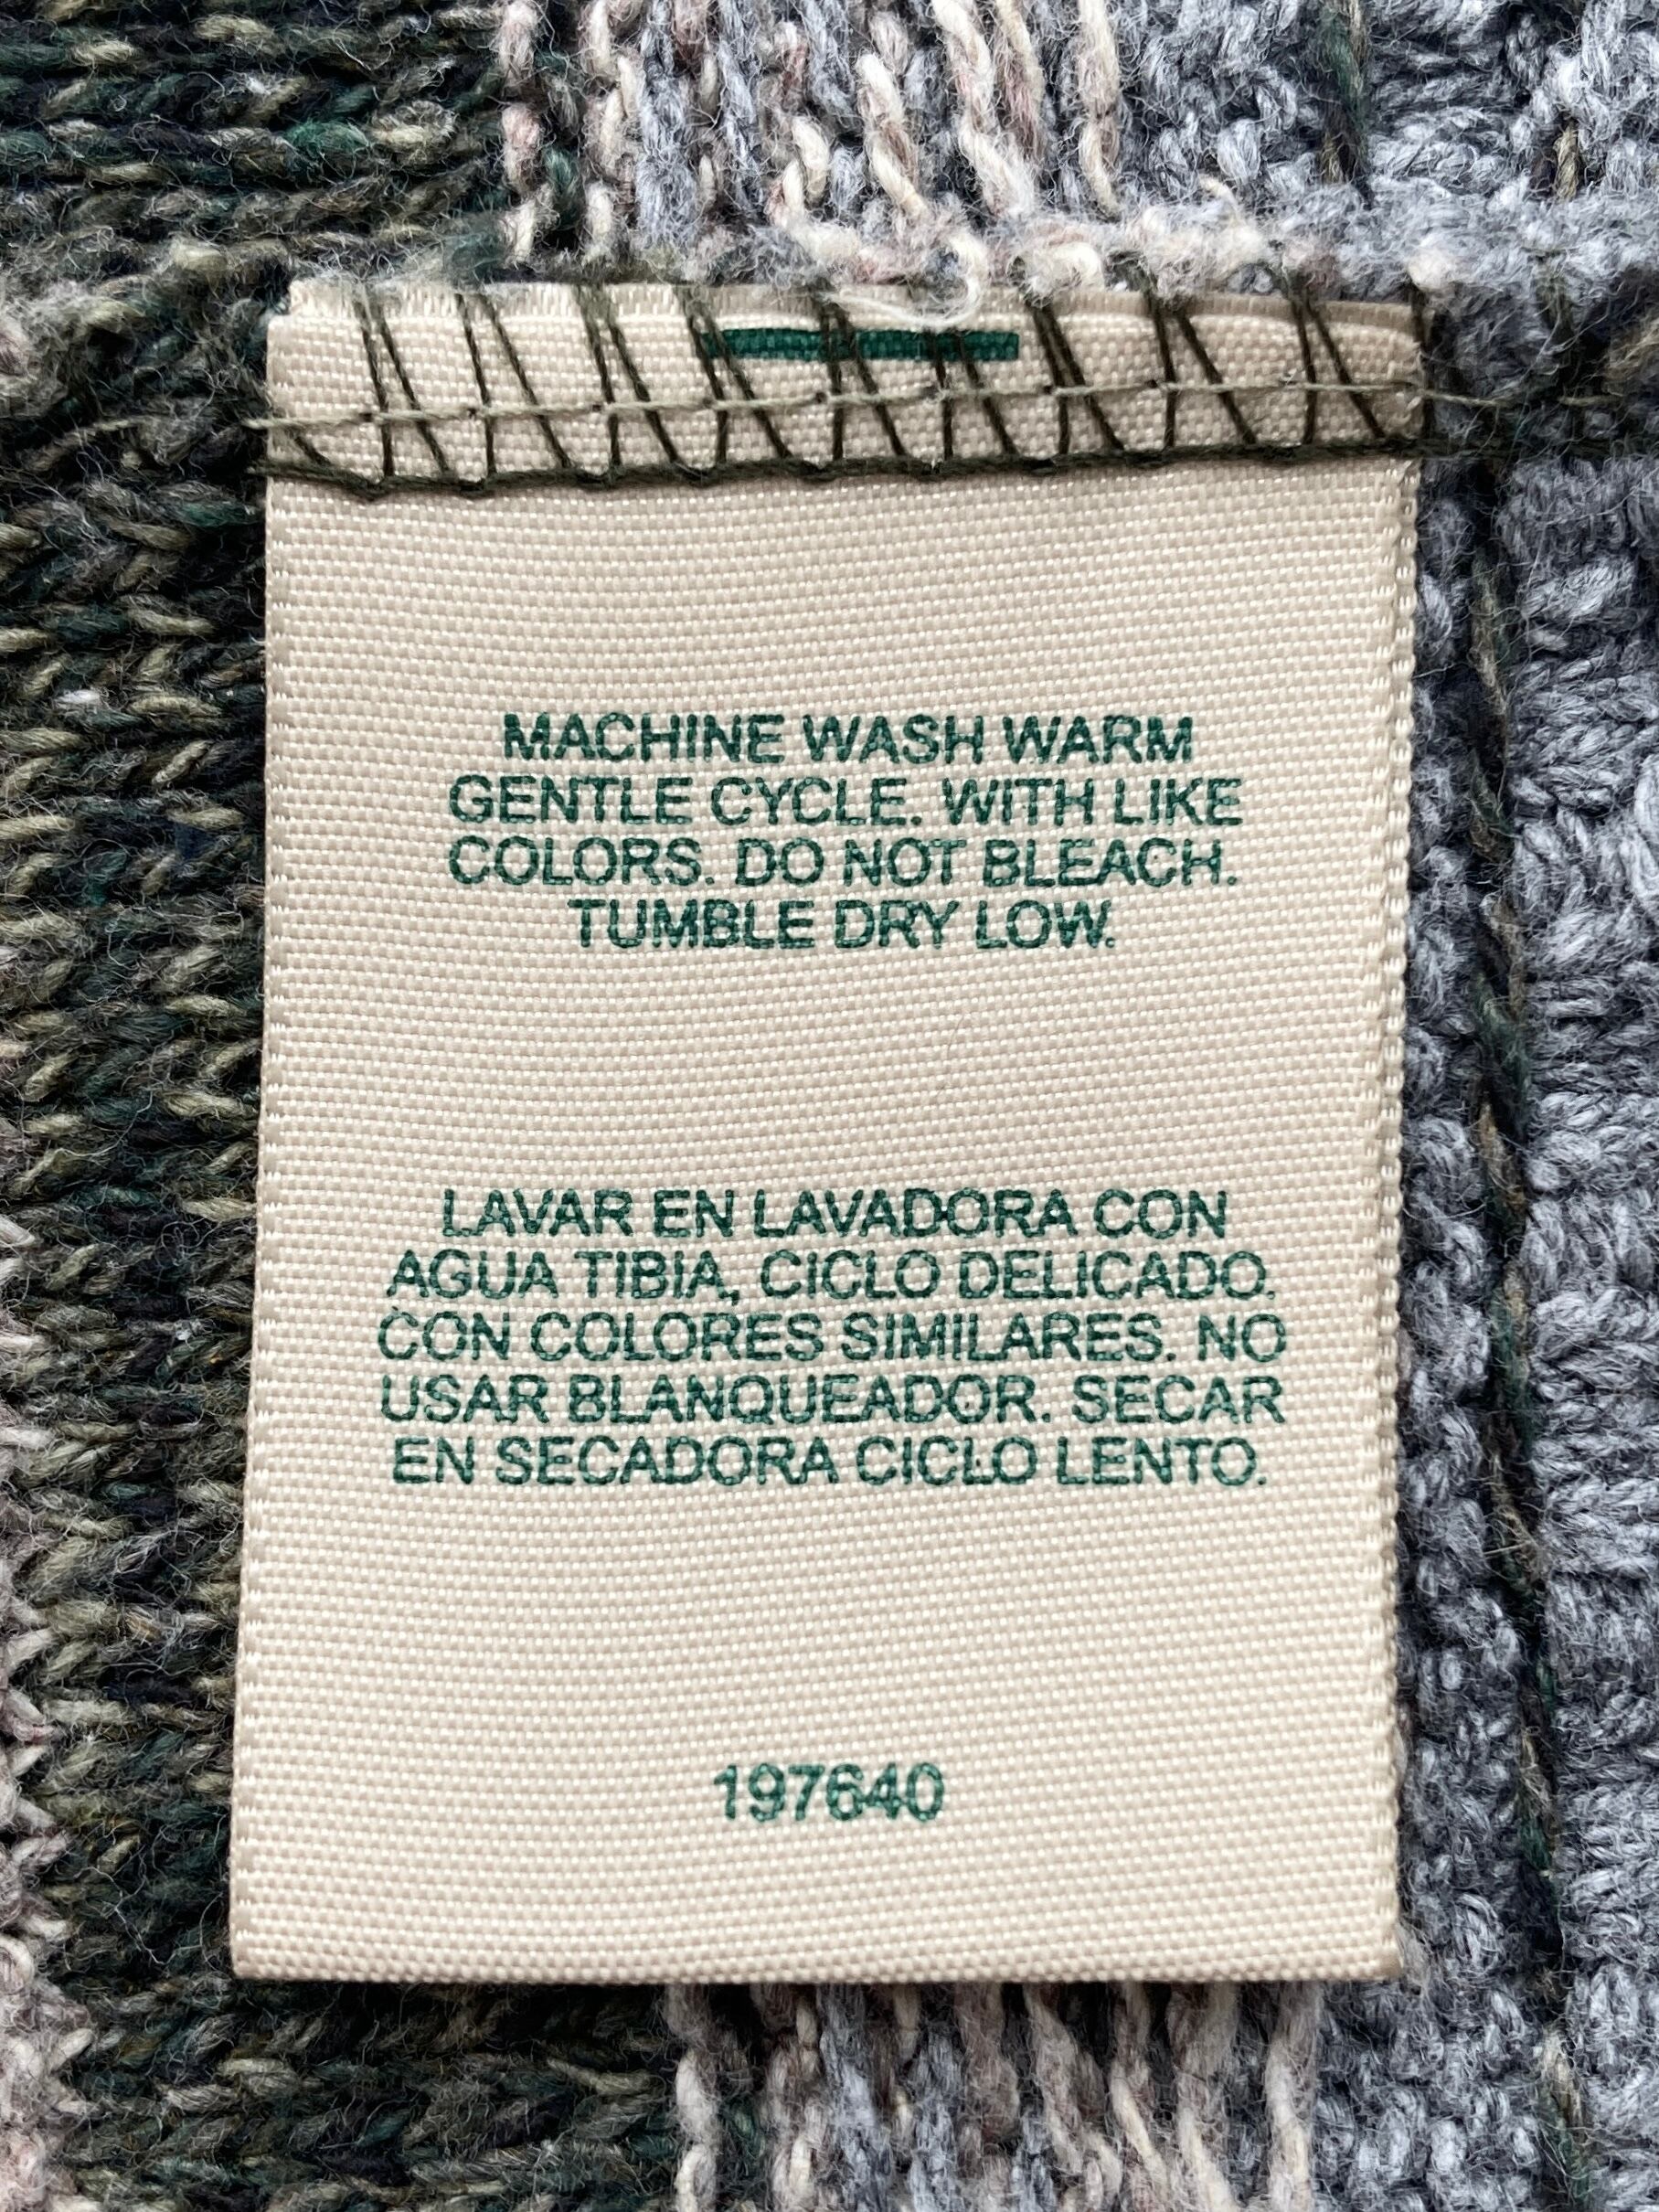 MACHINE WASH WARM
GENTLE CYCLE. WITH LIKE
COLORS. DO NOT BLEACH.
TUMBLE DRY LOW.
LAVAR EN LAVADORA CON
AGUA TIBIA, CICLO DELICADO.
CON COLORES SIMILARES. NO
USAR BLANQUEADOR. SECAR
EN SECADORA CICLO LENTO.
197640